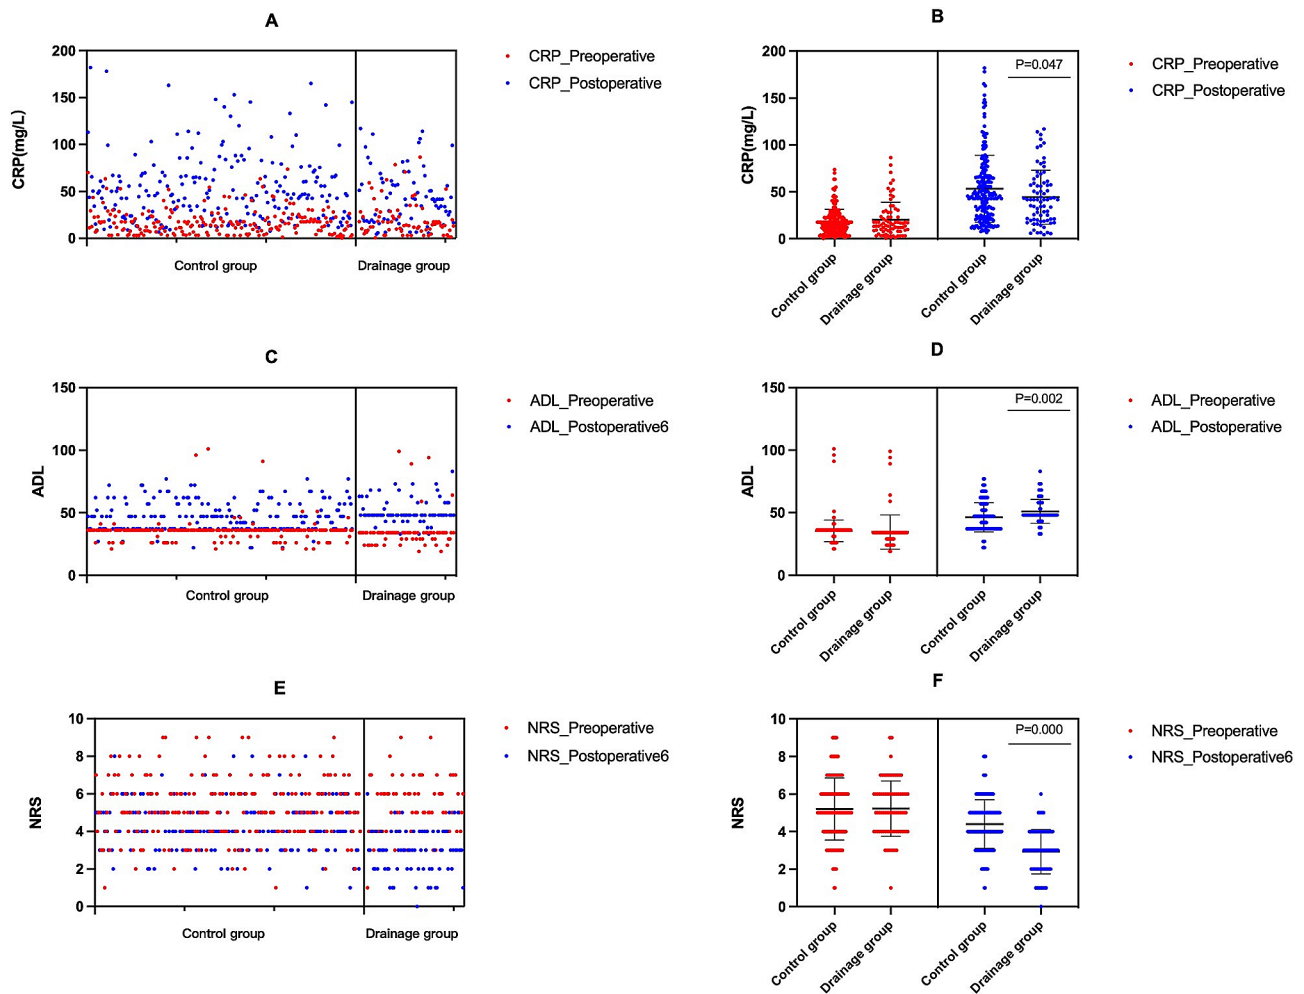 A
200
150
100
50
0
CRP(mg/L)
Control group
Drainage group
CRP_Preoperative
CRP_Postoperative
B
200
150
100
50
0
CRP(mg/L)
P=0.047
Control group
Drainage group
Control group
Drainage group
CRP_Preoperative
CRP_Postoperative
C
150
100
50
0
ADL
Control group
Drainage group
ADL_Preoperative
ADL_Postoperative6
D
150
100
50
0
ADL
P=0.002
Control group
Drainage group
Control group
Drainage group
ADL_Preoperative
ADL_Postoperative
E
10
8
6
4
2
0
NRS
Control group
Drainage group
NRS_Preoperative
NRS_Postoperative6
F
10
8
6
4
2
0
NRS
P=0.000
Control group
Drainage group
Control group
Drainage group
NRS_Preoperative
NRS_Postoperative6